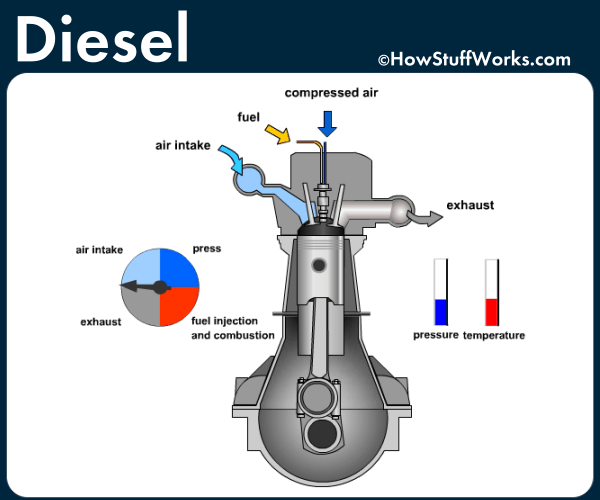 Diesel
©HowStuffWorks.com
compressed air
fuel
air intake
exhaust
air intake
press
exhaust
fuel injection
and combustion
pressure
temperature